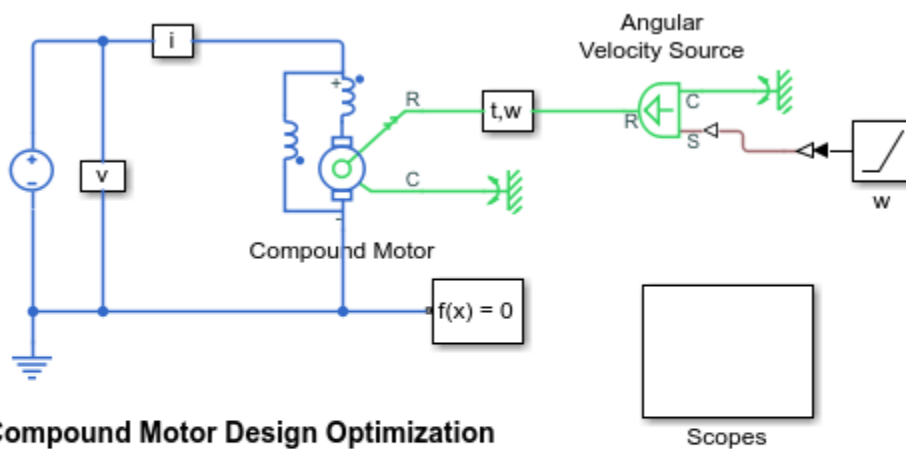 Angular
Velocity Source
i
+
R
t,w
R
C
S
v
+
−
C
w
-
Compound Motor
f(x) = 0
Compound Motor Design Optimization
Scopes